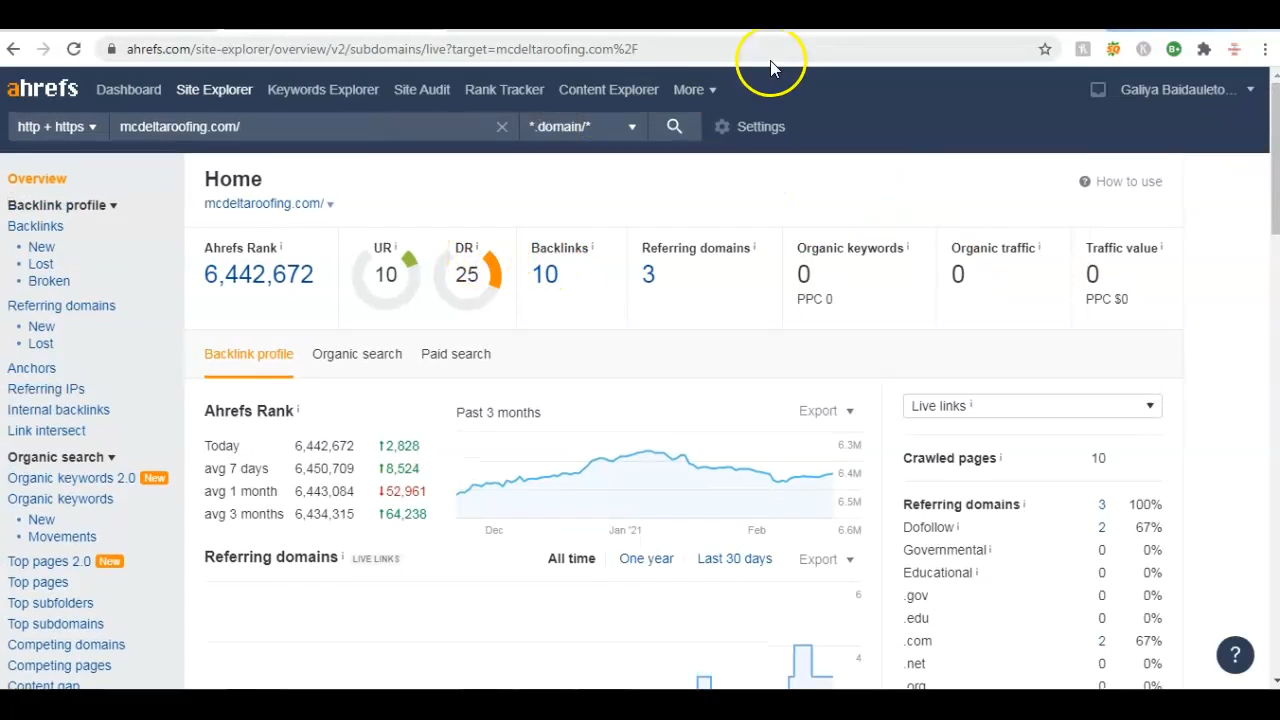 ahrefs.com/site-explorer/overview/v2/subdomains/live?target=mcdeltaroofing.com%2F
ahrefs Dashboard Site Explorer Keywords Explorer Site Audit Rank Tracker Content Explorer More Galiya Baidauleto...
http + https mcdeltaroofing.com/ *.domain/* Settings
Overview
Backlink profile
Backlinks
• New
• Lost
• Broken
Referring domains
• New
• Lost
Anchors
Referring IPs
Internal backlinks
Link intersect
Organic search
Organic keywords 2.0 New
Organic keywords
• New
• Movements
Top pages 2.0 New
Top pages
Top subfolders
Top subdomains
Competing domains
Competing pages
Content gap
Home
How to use
mcdeltaroofing.com/
Ahrefs Rank i UR i DR i Backlinks i Referring domains i Organic keywords i Organic traffic i Traffic value i
6,442,672 10 25 10 3 0 0 0
PPC 0 PPC $0
Backlink profile Organic search Paid search
Ahrefs Rank i Past 3 months Export
Today 6,442,672 ↑2,828
avg 7 days 6,450,709 ↑8,524
avg 1 month 6,443,084 ↓52,961
avg 3 months 6,434,315 ↑64,238
6.3M
6.4M
6.5M
6.6M
Dec Jan '21 Feb
Referring domains i LIVE LINKS All time One year Last 30 days Export
6
4
Live links i
Crawled pages 10
Referring domains i 3 100%
Dofollow i 2 67%
Governmental i 0 0%
Educational i 0 0%
.gov 0 0%
.edu 0 0%
.com 2 67%
.net 0 0%
.org 0 0%
?